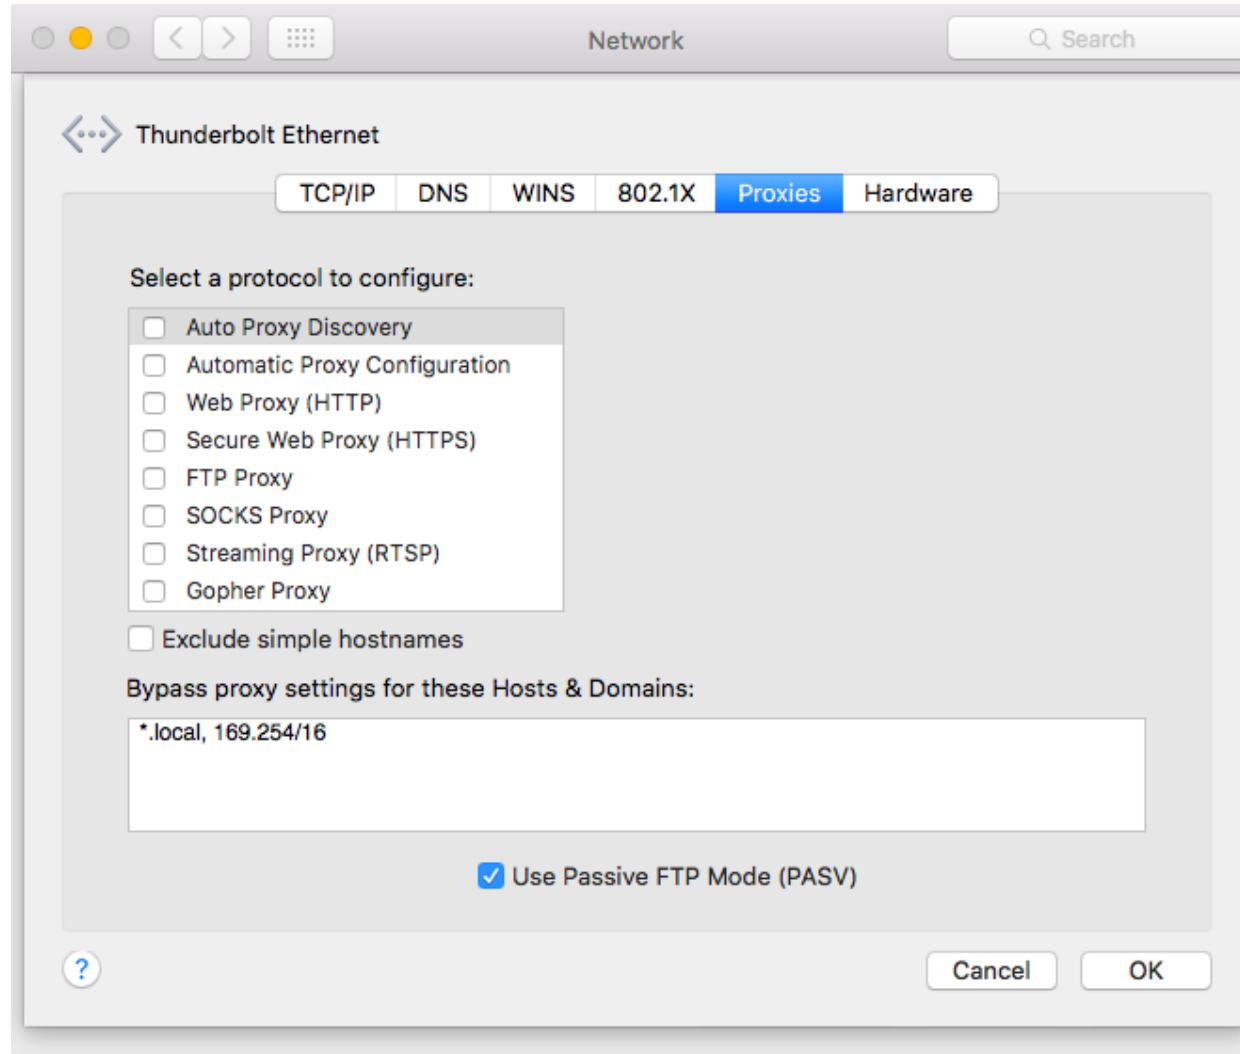 Network
Search
Thunderbolt Ethernet
TCP/IP DNS WINS 802.1X Proxies Hardware
Select a protocol to configure:
Auto Proxy Discovery
Automatic Proxy Configuration
Web Proxy (HTTP)
Secure Web Proxy (HTTPS)
FTP Proxy
SOCKS Proxy
Streaming Proxy (RTSP)
Gopher Proxy
Exclude simple hostnames
Bypass proxy settings for these Hosts & Domains:
*.local, 169.254/16
Use Passive FTP Mode (PASV)
?
Cancel
OK